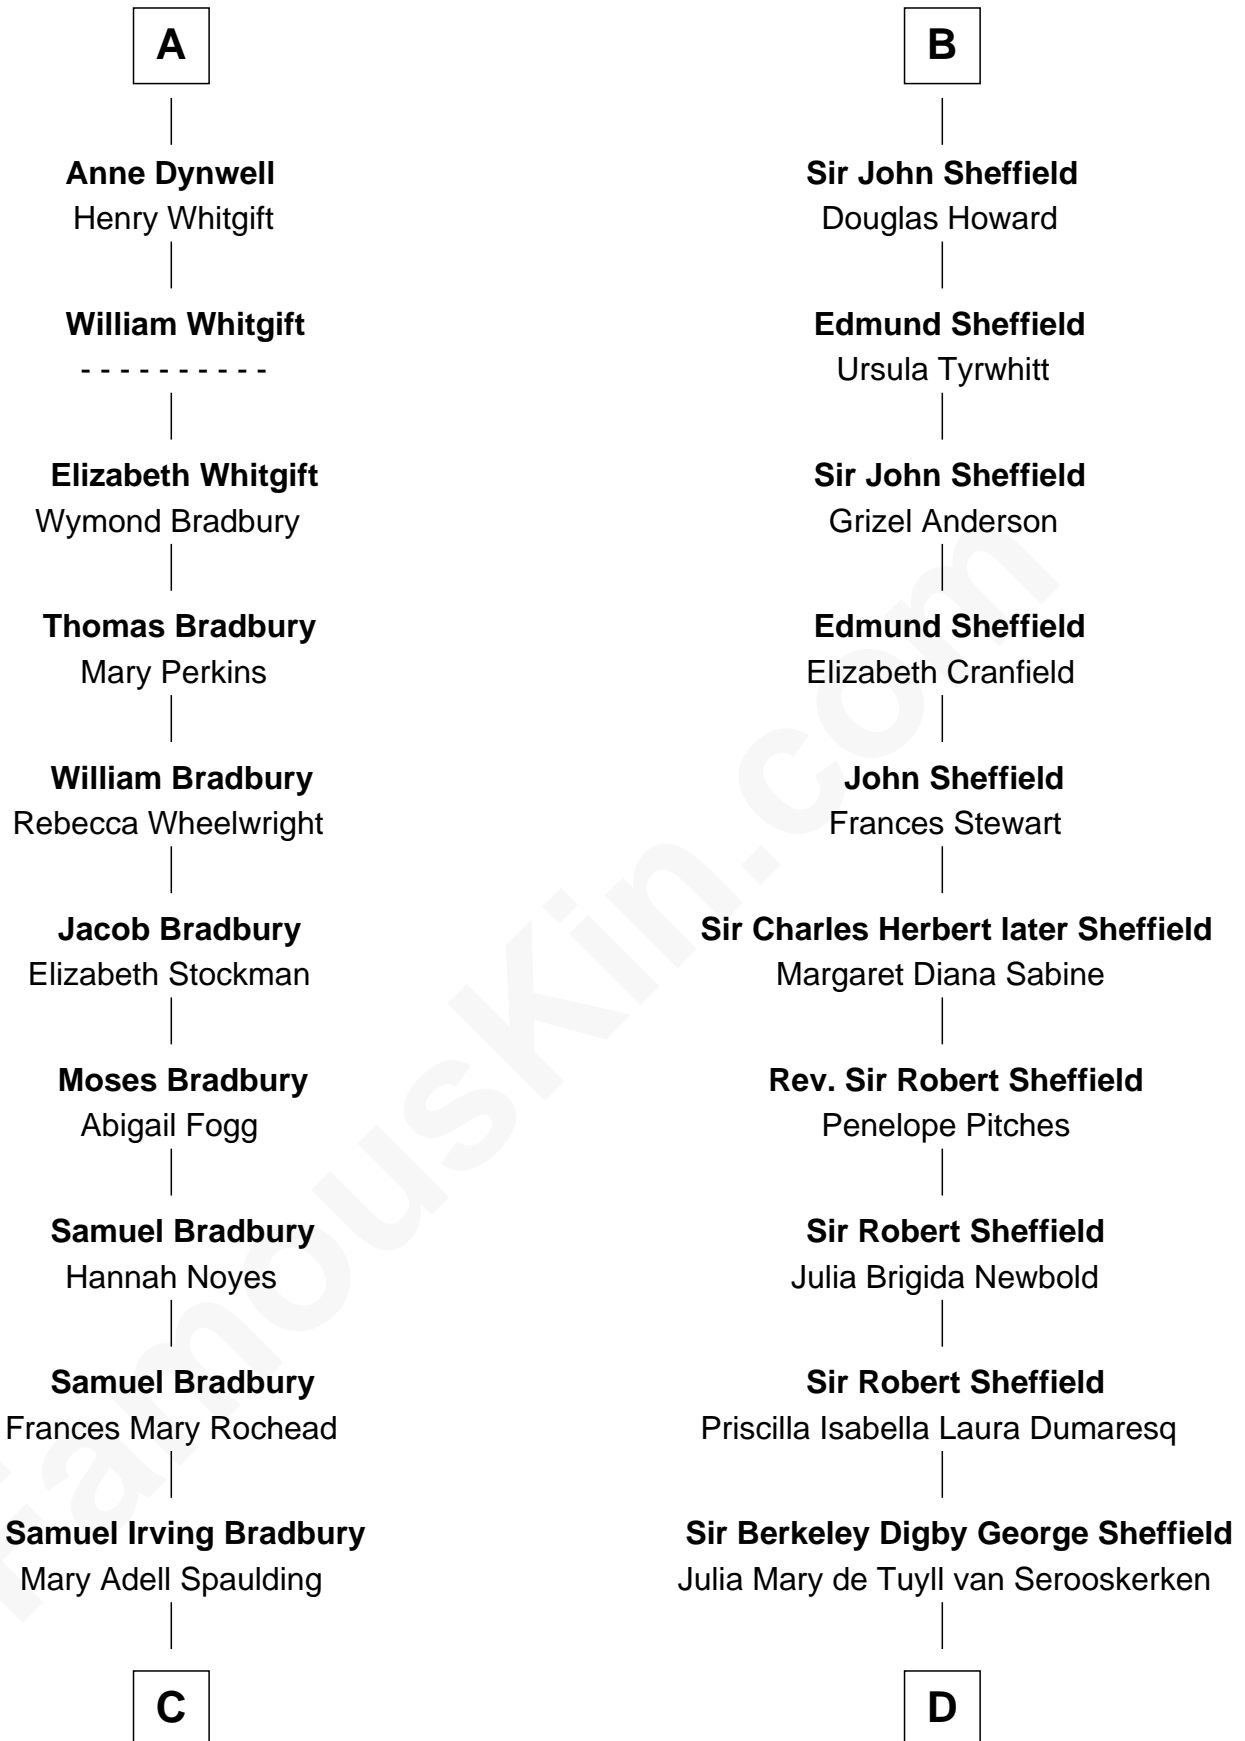 A
Anne Dynwell
Henry Whitgift
William Whitgift
- - - - - - - - - -
Elizabeth Whitgift
Wymond Bradbury
Thomas Bradbury
Mary Perkins
William Bradbury
Rebecca Wheelwright
Jacob Bradbury
Elizabeth Stockman
Moses Bradbury
Abigail Fogg
Samuel Bradbury
Hannah Noyes
Samuel Bradbury
Frances Mary Rochead
Samuel Irving Bradbury
Mary Adell Spaulding
C
B
Sir John Sheffield
Douglas Howard
Edmund Sheffield
Ursula Tyrwhitt
Sir John Sheffield
Grizel Anderson
Edmund Sheffield
Elizabeth Cranfield
John Sheffield
Frances Stewart
Sir Charles Herbert later Sheffield
Margaret Diana Sabine
Rev. Sir Robert Sheffield
Penelope Pitches
Sir Robert Sheffield
Julia Brigida Newbold
Sir Robert Sheffield
Priscilla Isabella Laura Dumaresq
Sir Berkeley Digby George Sheffield
Julia Mary de Tuyll van Serooskerken
D
FamousKin.com